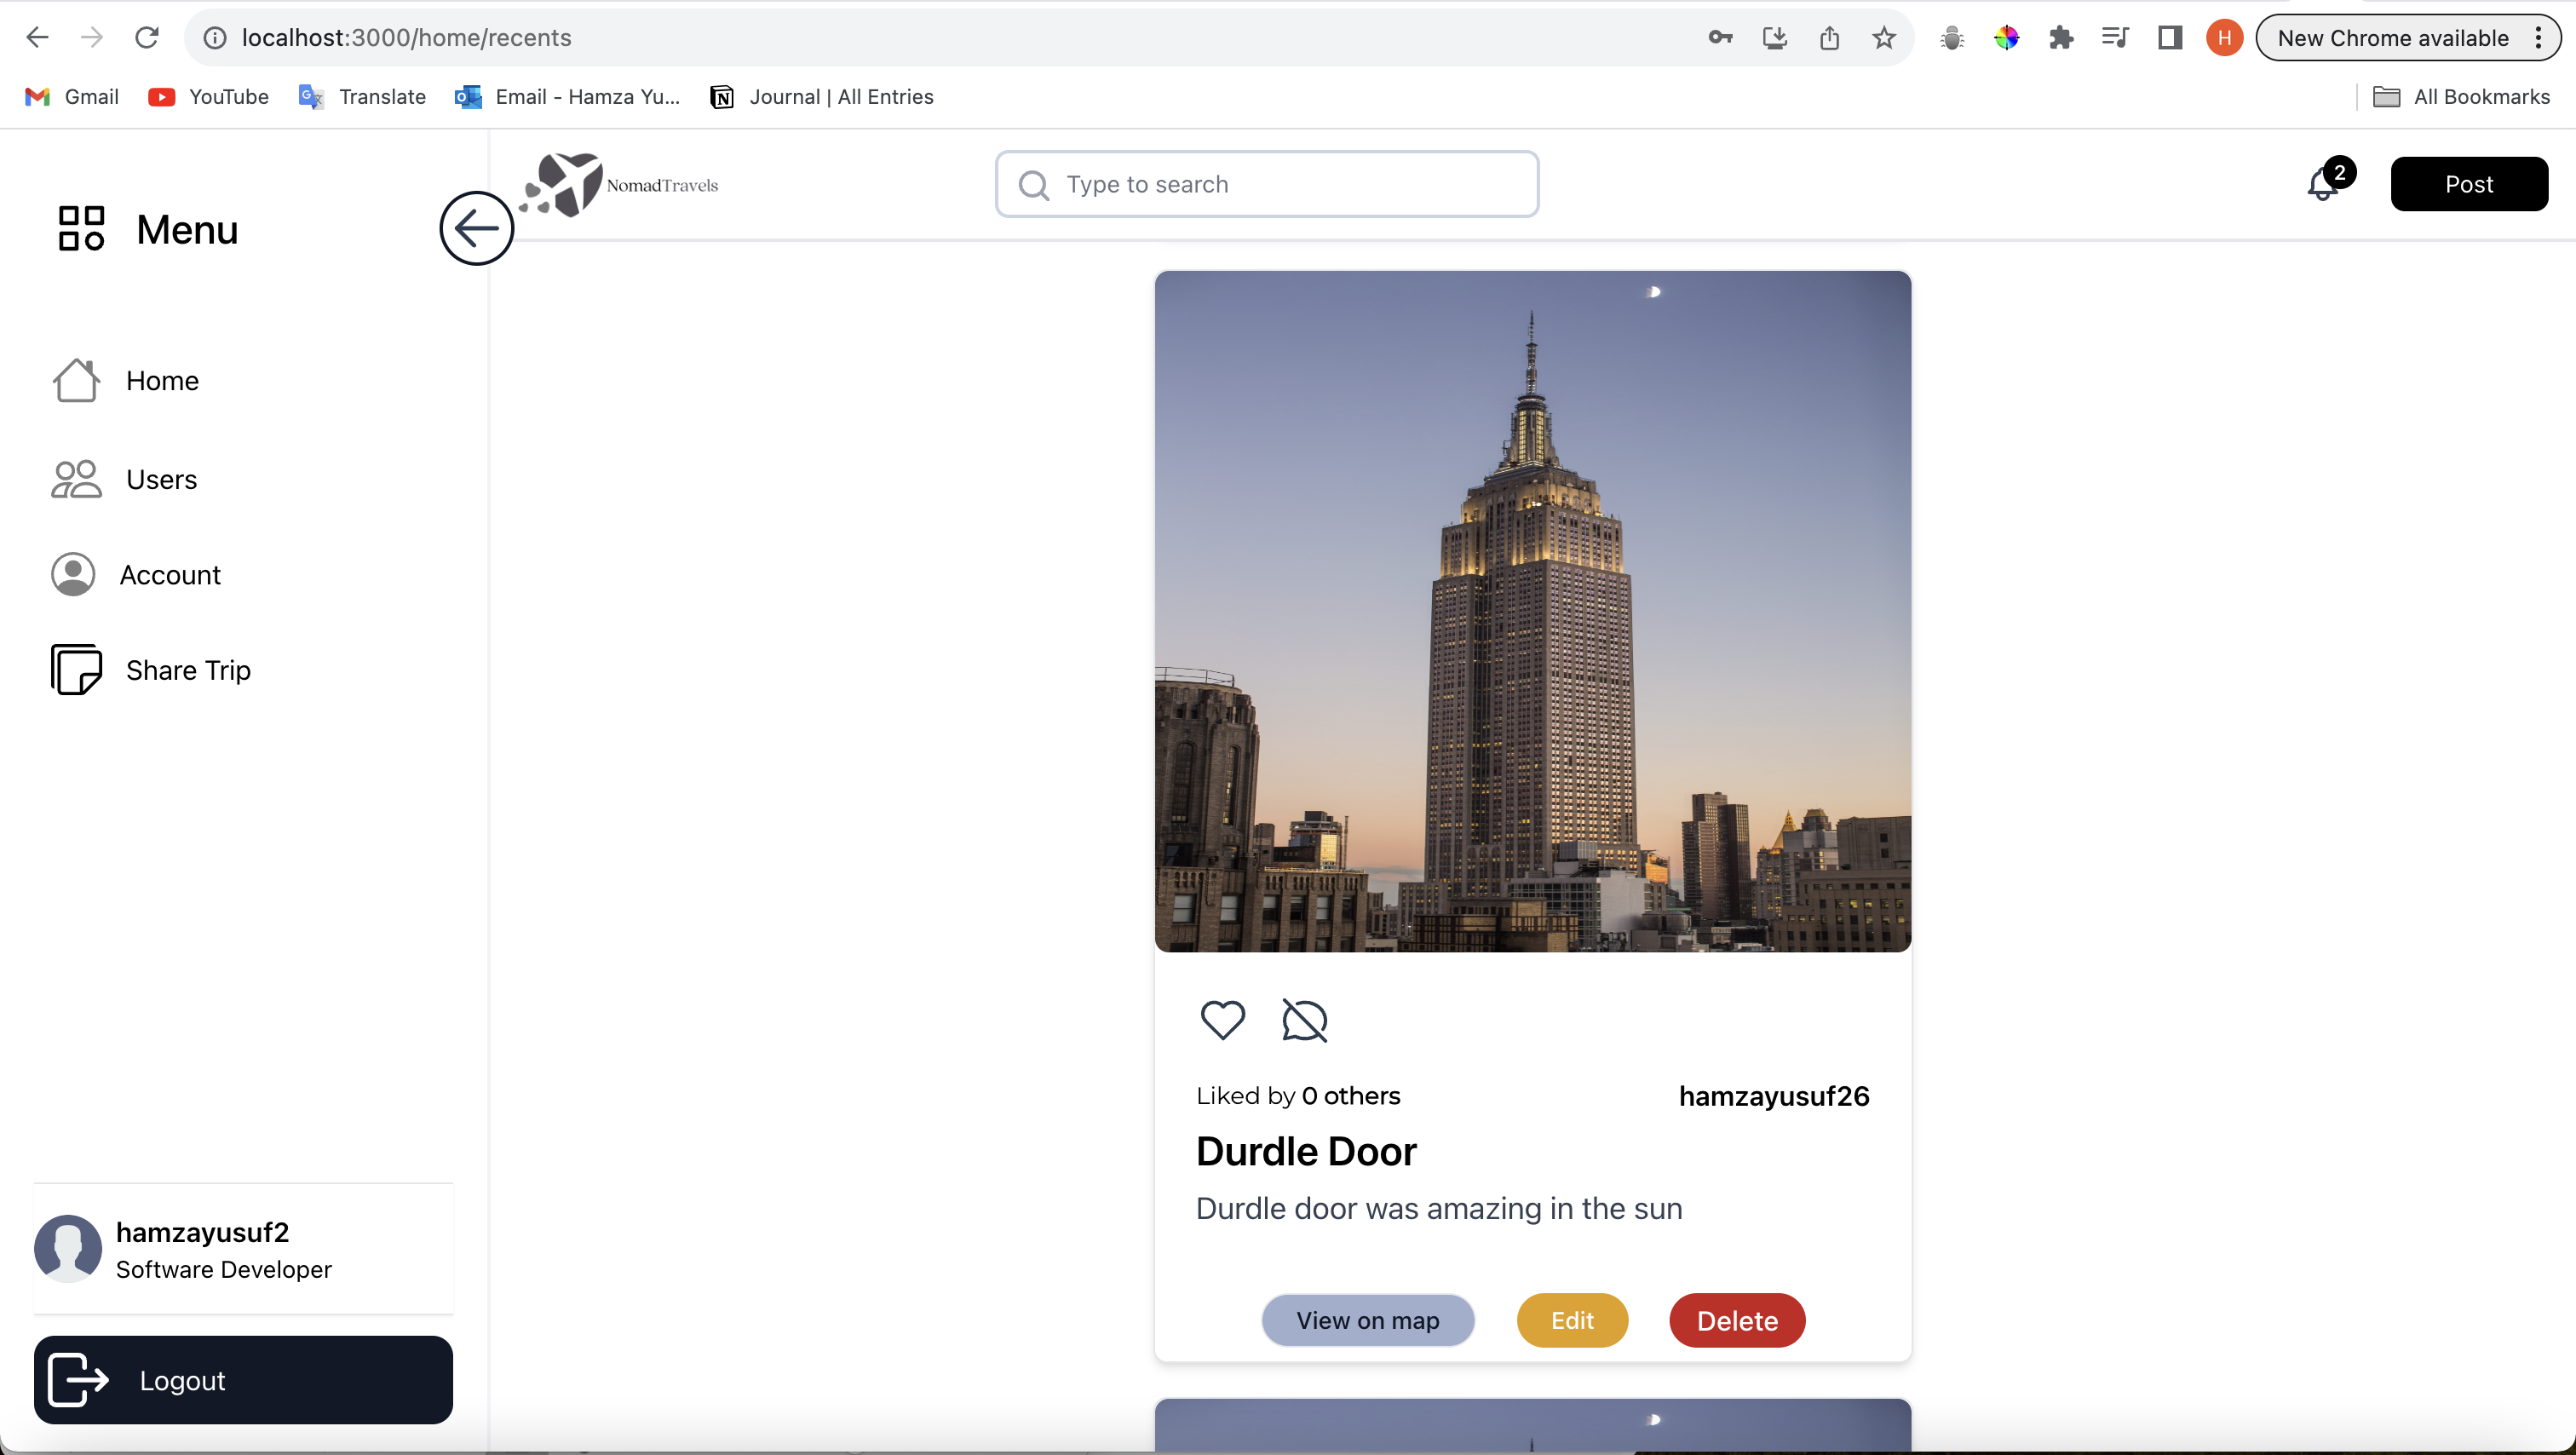 localhost:3000/home/recents
H
New Chrome available
Gmail
YouTube
Translate
Email - Hamza Yu...
Journal | All Entries
All Bookmarks
Menu
NomadTravels
Type to search
2
Post
Home
Users
Account
Share Trip
Liked by 0 others
hamzayusuf26
Durdle Door
Durdle door was amazing in the sun
View on map
Edit
Delete
hamzayusuf2
Software Developer
Logout